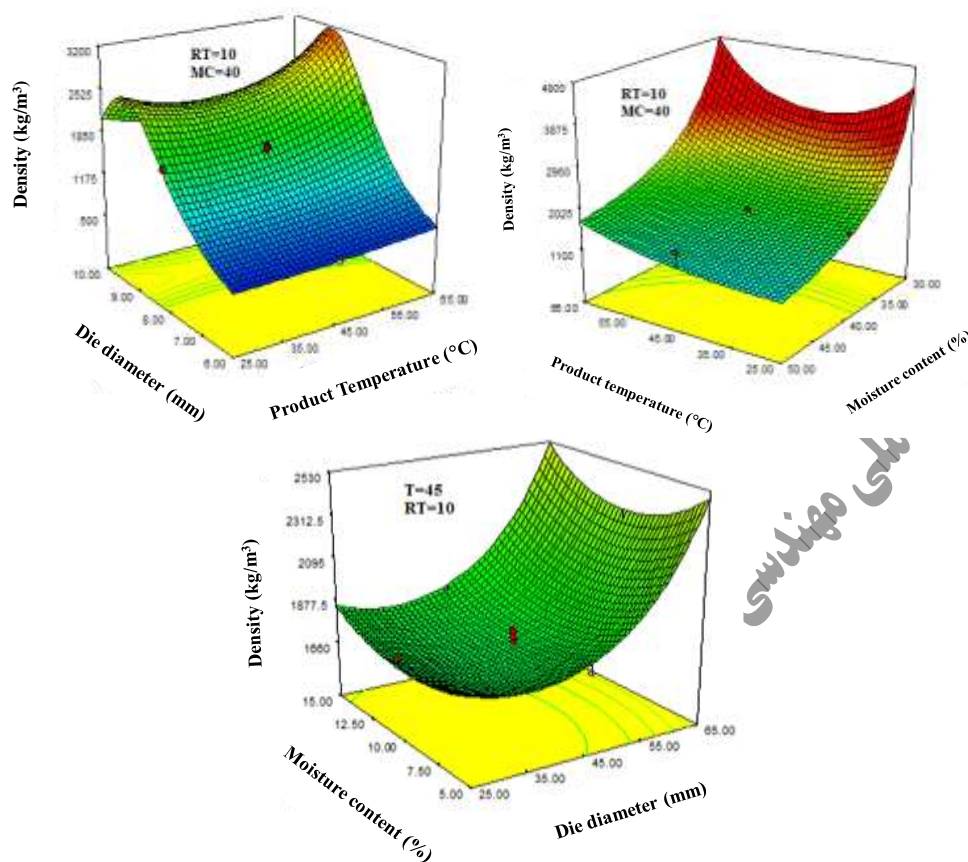 RT=10
MC=40
Density (kg/m³)
3200
2525
1850
1175
500
10.00
9.00
8.00
7.00
6.00
Die diameter (mm)
25.00
35.00
45.00
55.00
65.00
Product Temperature (°C)
RT=10
MC=40
Density (kg/m³)
4800
3875
2950
2025
1100
65.00
55.00
45.00
35.00
25.00
Product temperature (°C)
50.00
45.00
40.00
35.00
30.00
Moisture content (%)
T=45
RT=10
Density (kg/m³)
2530
2312.5
2095
1877.5
1660
15.00
12.50
10.00
7.50
5.00
Moisture content (%)
25.00
35.00
45.00
55.00
65.00
Die diameter (mm)
مهندسی